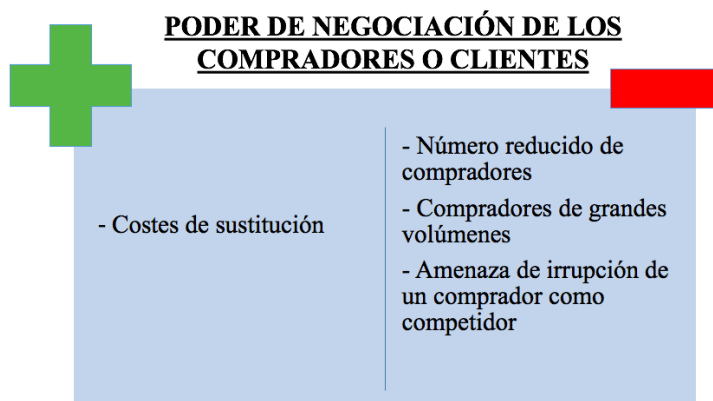 PODER DE NEGOCIACIÓN DE LOS
COMPRADORES O CLIENTES
- Costes de sustitución
- Número reducido de
compradores
- Compradores de grandes
volúmenes
- Amenaza de irrupción de
un comprador como
competidor